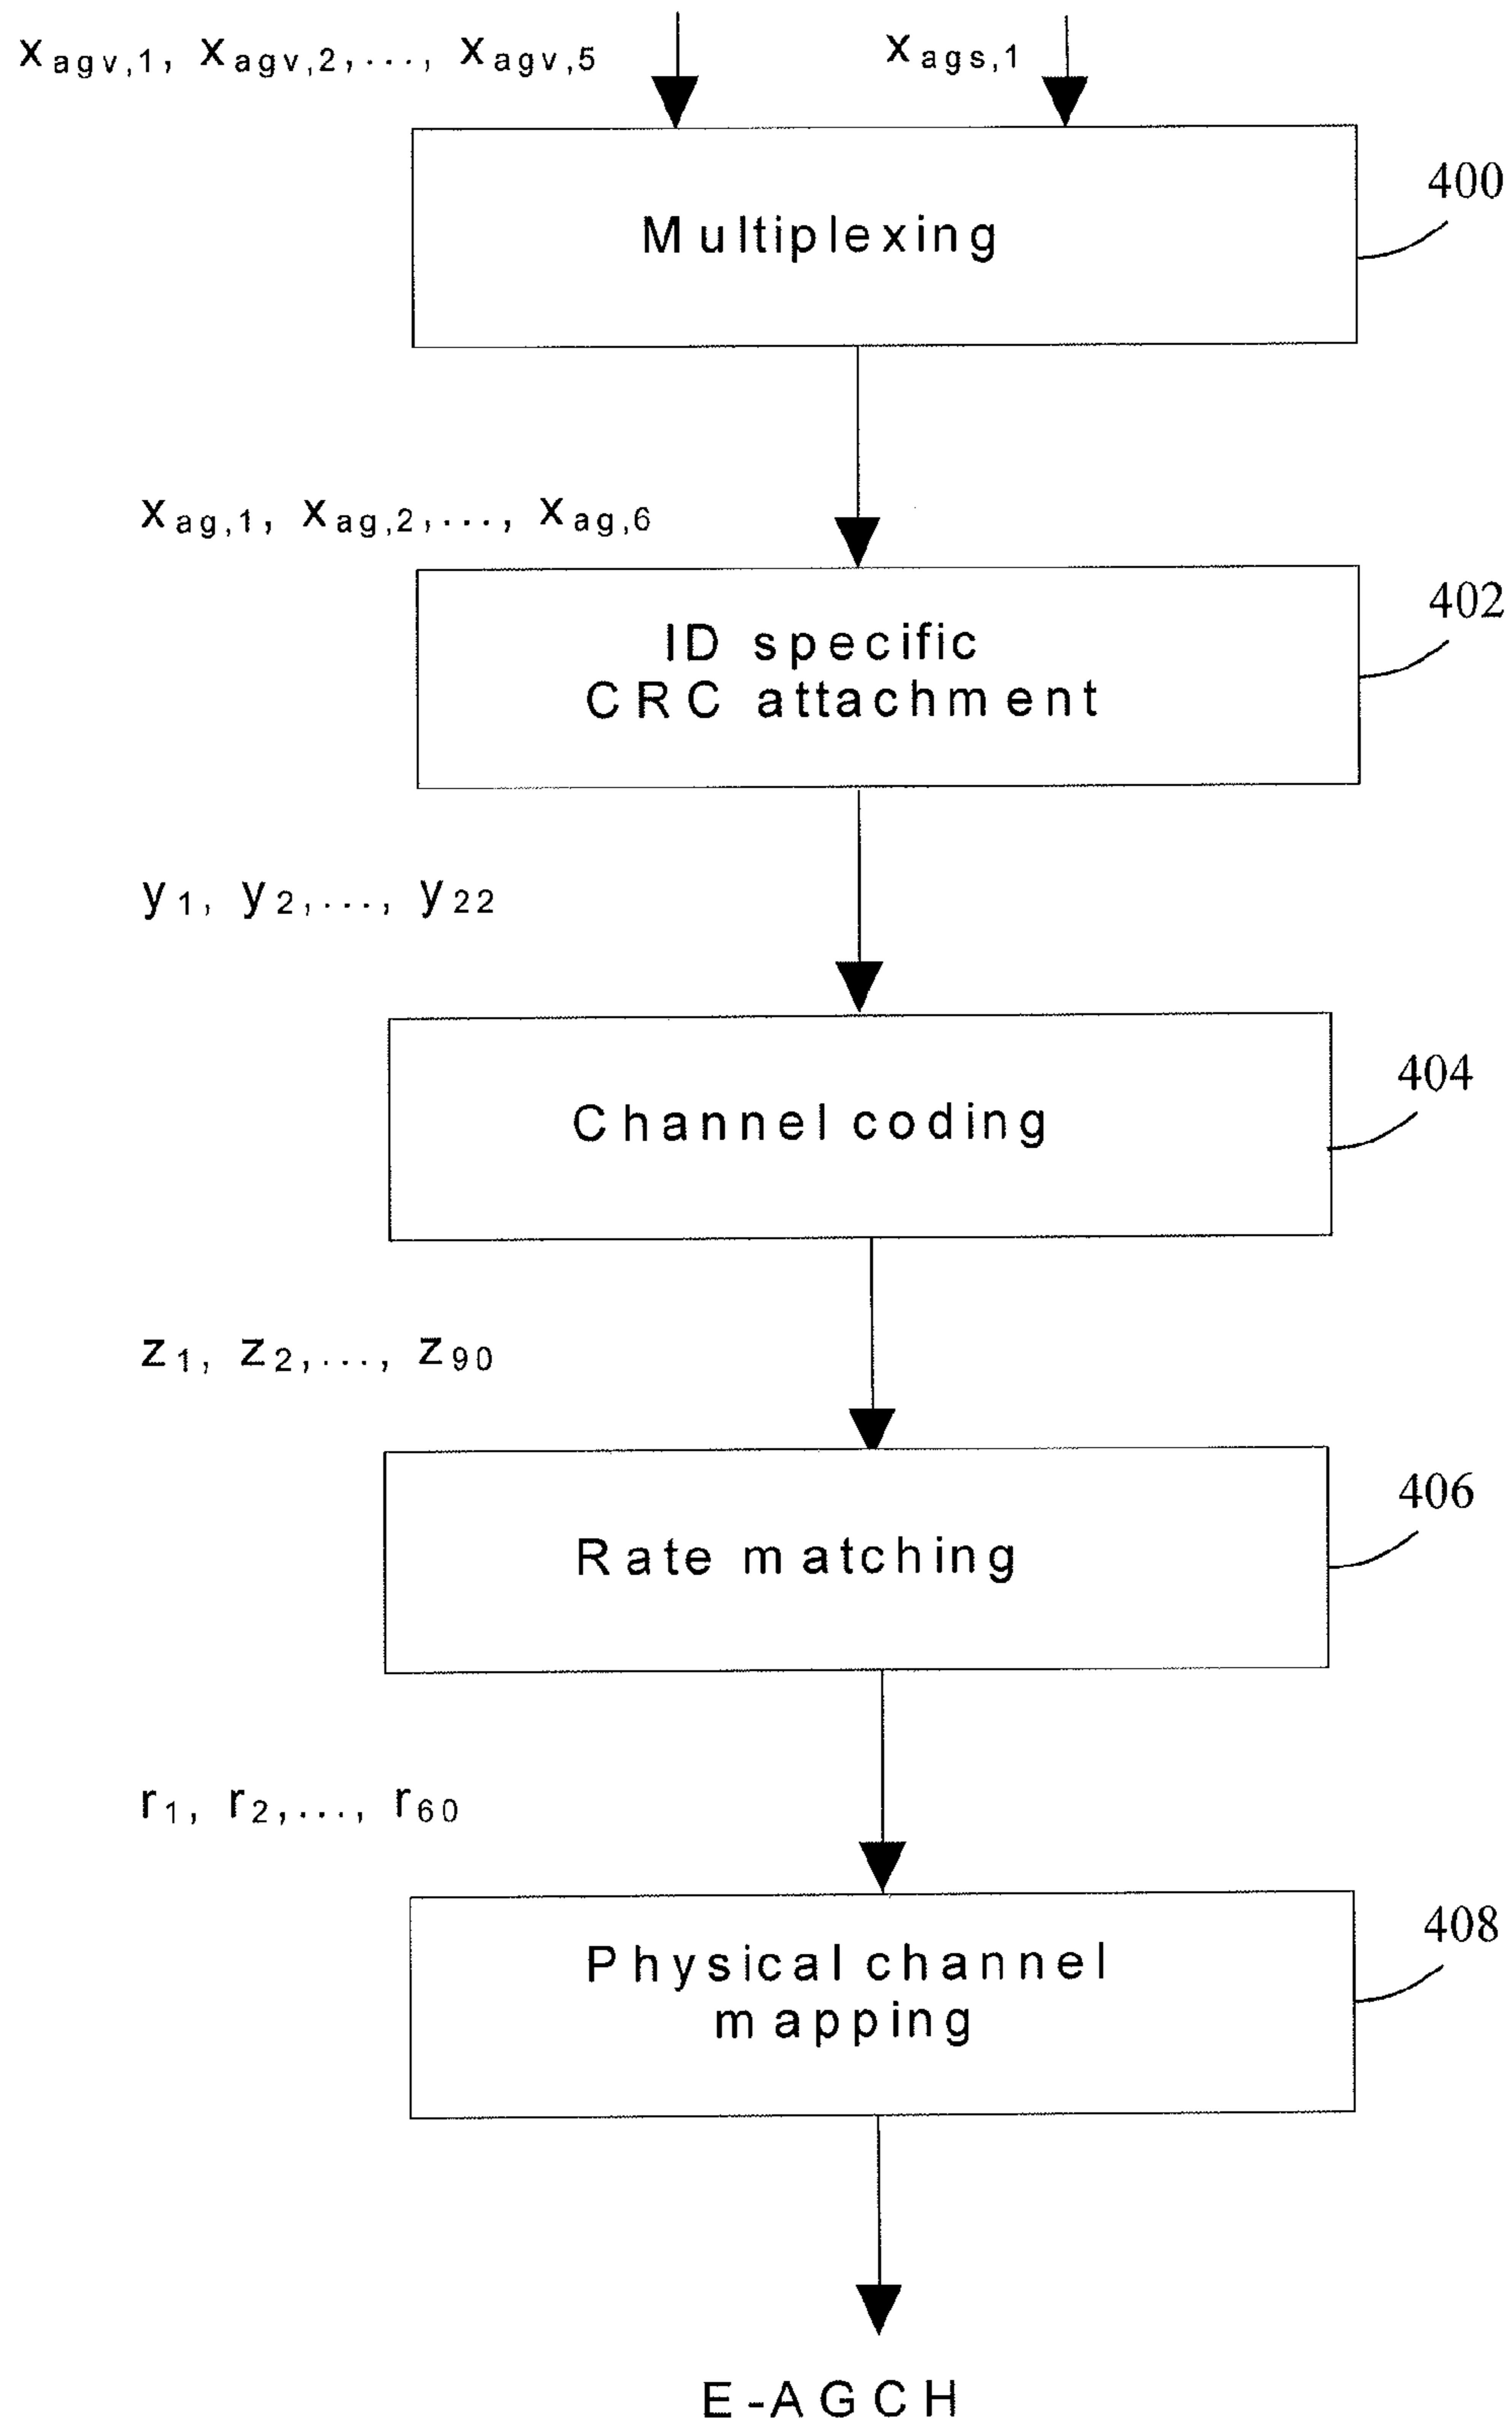 x agv,1, x agv,2,..., x agv,5
x ags,1
400
Multiplexing
x ag,1, x ag,2,..., x ag,6
402
ID specific
CRC attachment
y 1, y 2,..., y 22
404
Channel coding
z 1, z 2,..., z 90
406
Rate matching
r 1, r 2,..., r 60
408
Physical channel
mapping
E-AGCH